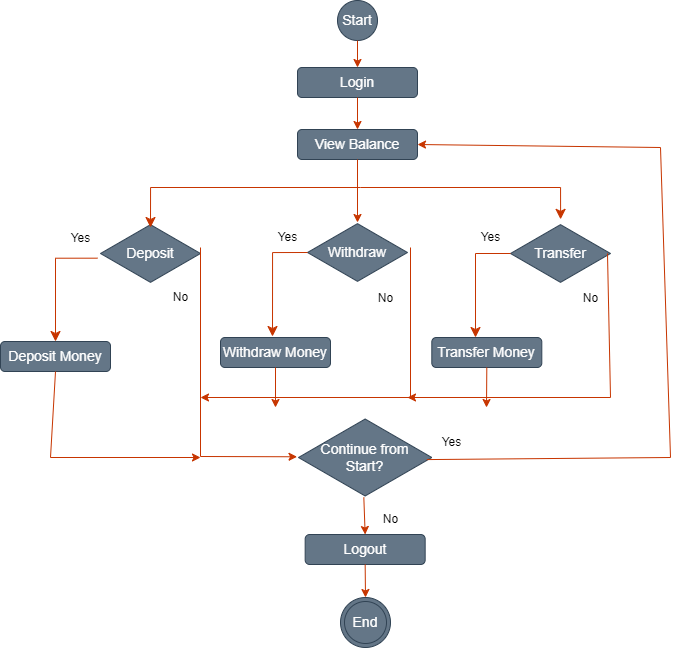 Start
Login
View Balance
Yes
Deposit
Yes
Withdraw
Yes
Transfer
No
No
No
Deposit Money
Withdraw Money
Transfer Money
Continue from
Start?
Yes
No
Logout
End